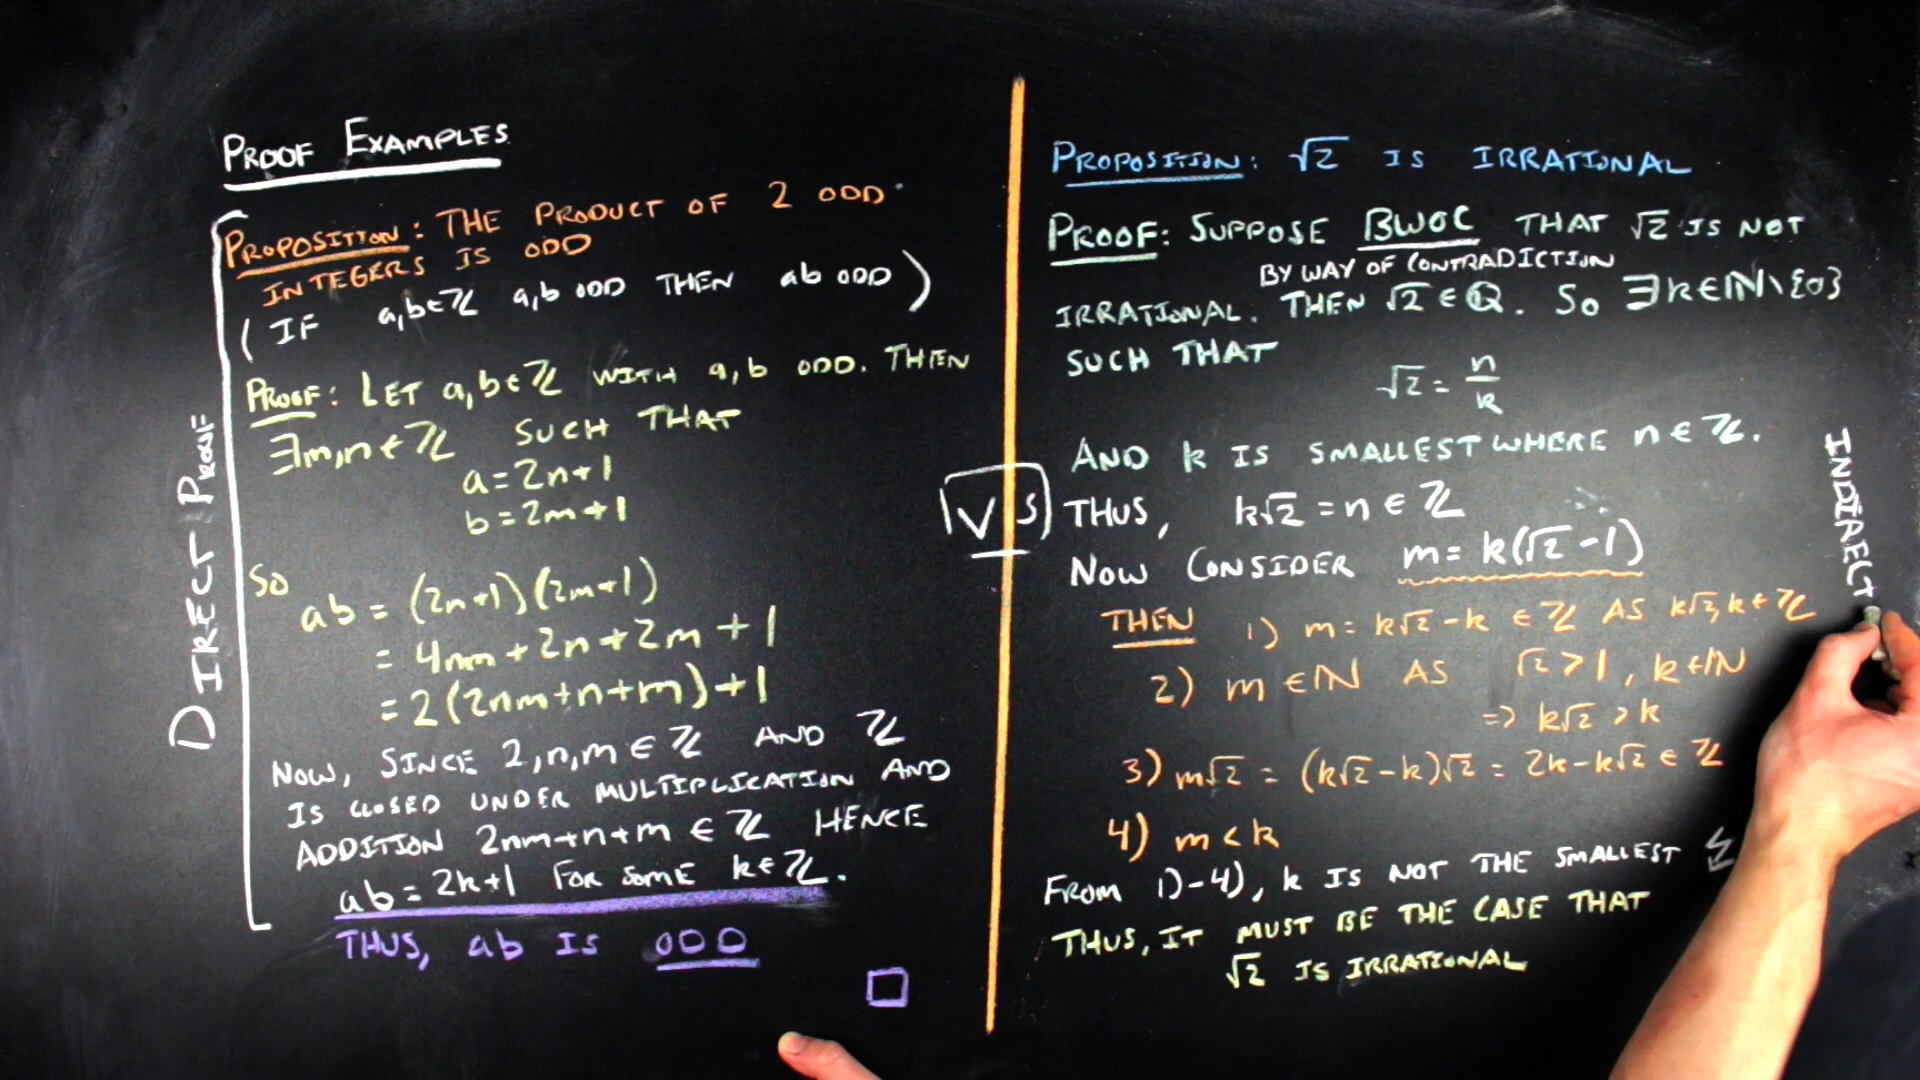 PROOF EXAMPLES
PROPOSITION: THE PRODUCT OF 2 ODD
INTEGERS IS ODD
(IF a,b∈ℤ a,b ODD THEN ab ODD)
PROOF: LET a,b∈ℤ WITH a,b ODD. THEN
∃m,n∈ℤ SUCH THAT
a=2n+1
b=2m+1
SO
ab = (2n+1)(2m+1)
= 4nm+2n+2m+1
= 2(2nm+n+m)+1
NOW, SINCE 2,n,m∈ℤ AND ℤ
IS CLOSED UNDER MULTIPLICATION AND
ADDITION 2nm+n+m∈ℤ HENCE
ab=2k+1 FOR SOME k∈ℤ.
THUS, ab IS ODD
□
DIRECT PROOF
VS
PROPOSITION: √2 IS IRRATIONAL
PROOF: SUPPOSE BWOC THAT √2 IS NOT
BY WAY OF CONTRADICTION
IRRATIONAL. THEN √2∈ℚ. SO ∃k∈ℕ\{0}
SUCH THAT
√2 = n/k
AND k IS SMALLEST WHERE n∈ℤ.
THUS, k√2 = n ∈ ℤ
NOW CONSIDER m = k(√2-1)
THEN 1) m = k√2-k ∈ ℤ AS k√2,k∈ℤ
2) m∈ℕ AS √2>1, k∈ℕ
=> k√2>k
3) m√2 = (k√2-k)√2 = 2k-k√2 ∈ ℤ
4) m<k
FROM 1)-4), k IS NOT THE SMALLEST ↯
THUS, IT MUST BE THE CASE THAT
√2 IS IRRATIONAL
INDIRECT